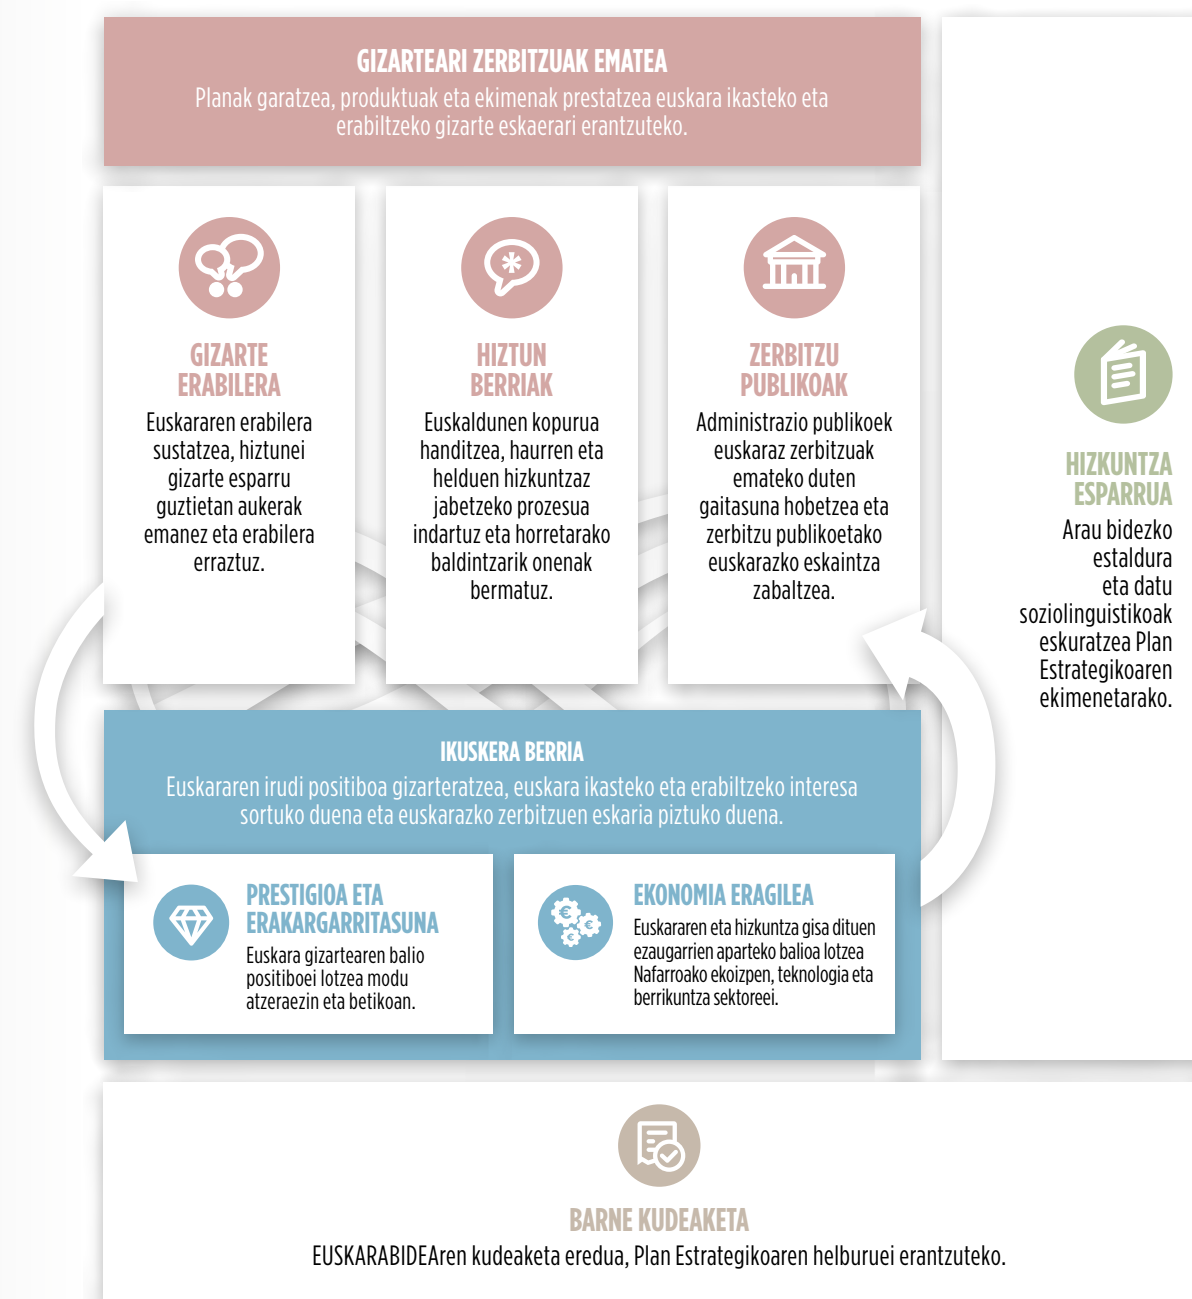 GIZARTEARI ZERBITZUAK EMATEA
Planak garatzea, produktuak eta ekimenak prestatzea euskara ikasteko eta
erabiltzeko gizarte eskaerari erantzuteko.
GIZARTE
ERABILERA
Euskararen erabilera
sustatzea, hiztunei
gizarte esparru
guztietan aukerak
emanez eta erabilera
erraztuz.
HIZTUN
BERRIAK
Euskaldunen kopurua
handitzea, haurren eta
helduen hizkuntzaz
jabetzeko prozesua
indartuz eta horretarako
baldintzarik onenak
bermatuz.
ZERBITZU
PUBLIKOAK
Administrazio publikoek
euskaraz zerbitzuak
emateko duten
gaitasuna hobetzea eta
zerbitzu publikoetako
euskarazko eskaintza
zabaltzea.
HIZKUNTZA
ESPARRUA
Arau bidezko
estaldura
eta datu
soziolinguistikoak
eskuratzea Plan
Estrategikoaren
ekimenetarako.
IKUSKERA BERRIA
Euskararen irudi positiboa gizarteratzea, euskara ikasteko eta erabiltzeko interesa
sortuko duena eta euskarazko zerbitzuen eskaria piztuko duena.
PRESTIGIOA ETA
ERAKARGARRITASUNA
Euskara gizartearen balio
positiboei lotzea modu
atzeraezin eta betikoan.
EKONOMIA ERAGILEA
Euskararen eta hizkuntza gisa dituen
ezaugarrien aparteko balioa lotzea
Nafarroako ekoizpen, teknologia eta
berrikuntza sektoreei.
BARNE KUDEAKETA
EUSKARABIDEAren kudeaketa eredua, Plan Estrategikoaren helburuei erantzuteko.